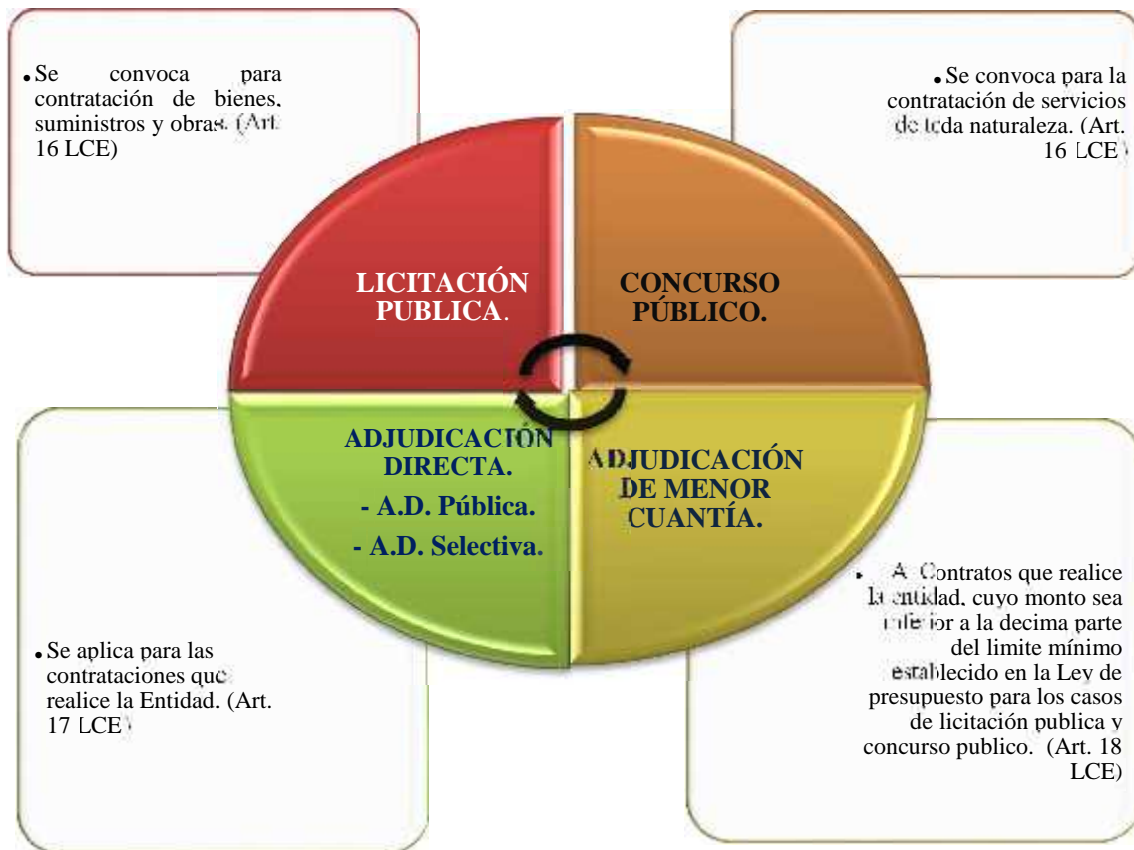 • Se convoca para
contratación de bienes,
suministros y obras. (Art.
16 LCE)
• Se convoca para la
contratación de servicios
de toda naturaleza. (Art.
16 LCE)
LICITACIÓN
PUBLICA.
CONCURSO
PÚBLICO.
ADJUDICACIÓN
DIRECTA.
- A.D. Pública.
- A.D. Selectiva.
ADJUDICACIÓN
DE MENOR
CUANTÍA.
• Se aplica para las
contrataciones que
realice la Entidad. (Art.
17 LCE)
• A Contratos que realice
la entidad, cuyo monto sea
inferior a la decima parte
del limite mínimo
establecido en la Ley de
presupuesto para los casos
de licitación publica y
concurso publico. (Art. 18
LCE)